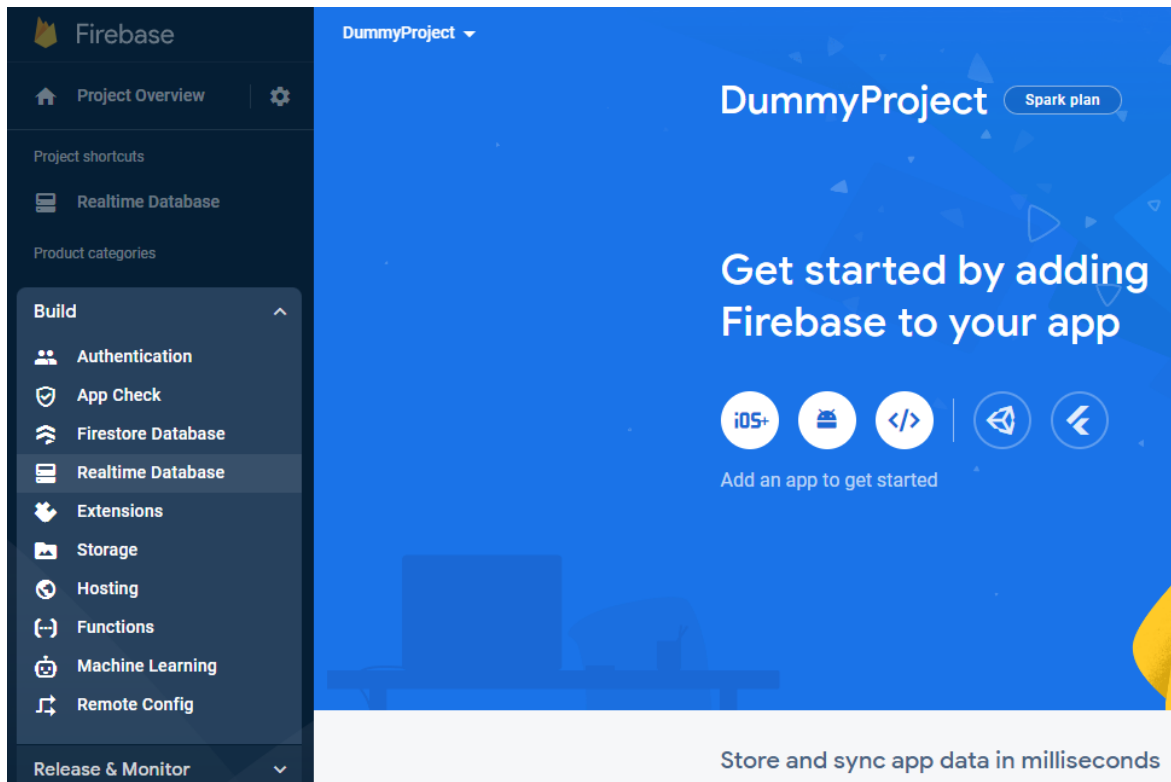 Firebase
Project Overview
Project shortcuts
Realtime Database
Product categories
Build
Authentication
App Check
Firestore Database
Realtime Database
Extensions
Storage
Hosting
Functions
Machine Learning
Remote Config
Release & Monitor
DummyProject
DummyProject
Spark plan
Get started by adding
Firebase to your app
iOS+
</>
Add an app to get started
Store and sync app data in milliseconds